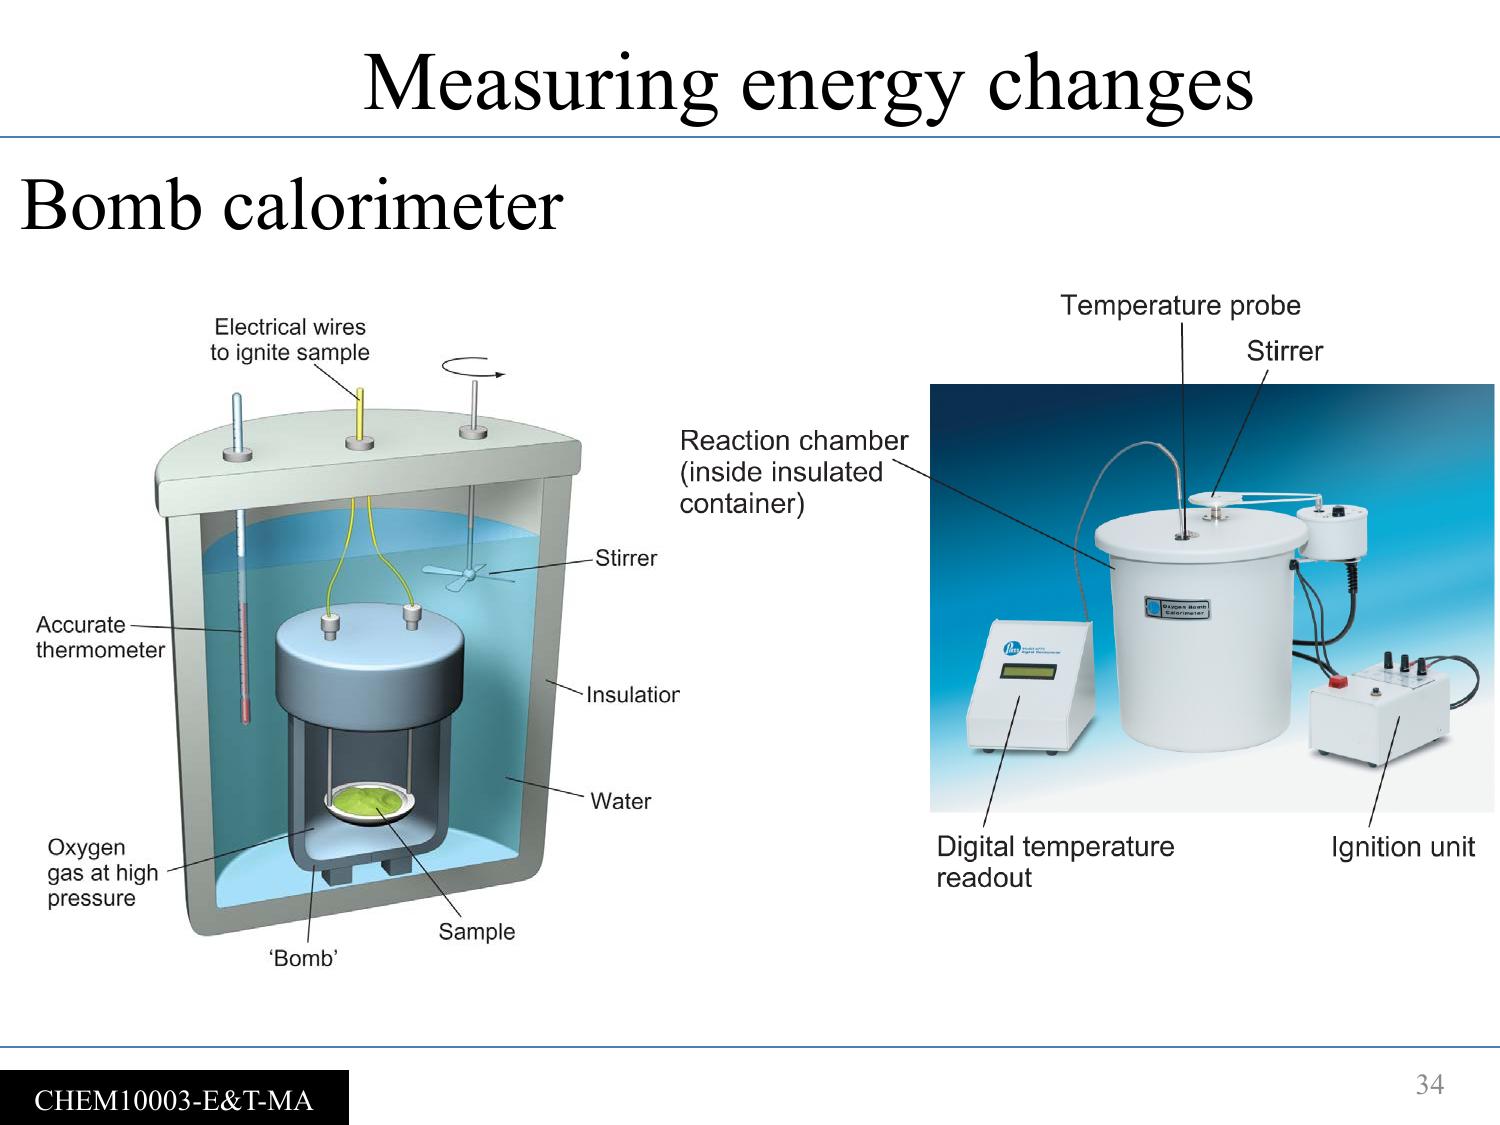 Measuring energy changes
Bomb calorimeter
Electrical wires
to ignite sample
Accurate
thermometer
Stirrer
Insulation
Water
Oxygen
gas at high
pressure
Sample
‘Bomb’
Temperature probe
Stirrer
Reaction chamber
(inside insulated
container)
Oxygen Bomb
Calorimeter
Parr
Digital temperature
readout
Ignition unit
CHEM10003-E&T-MA
34